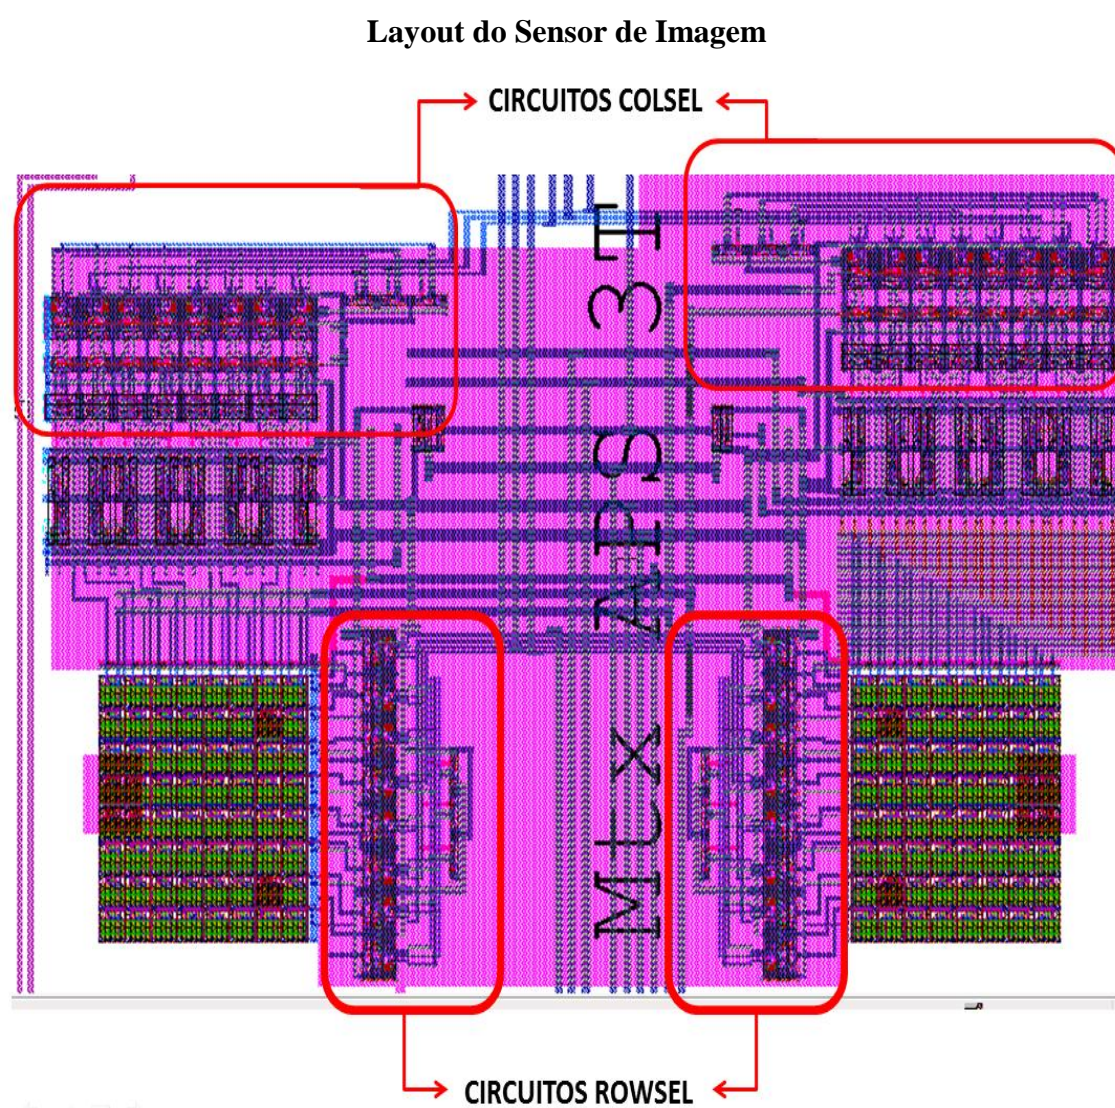 Layout do Sensor de Imagem
CIRCUITOS COLSEL
Mtx APS 3T
CIRCUITOS ROWSEL